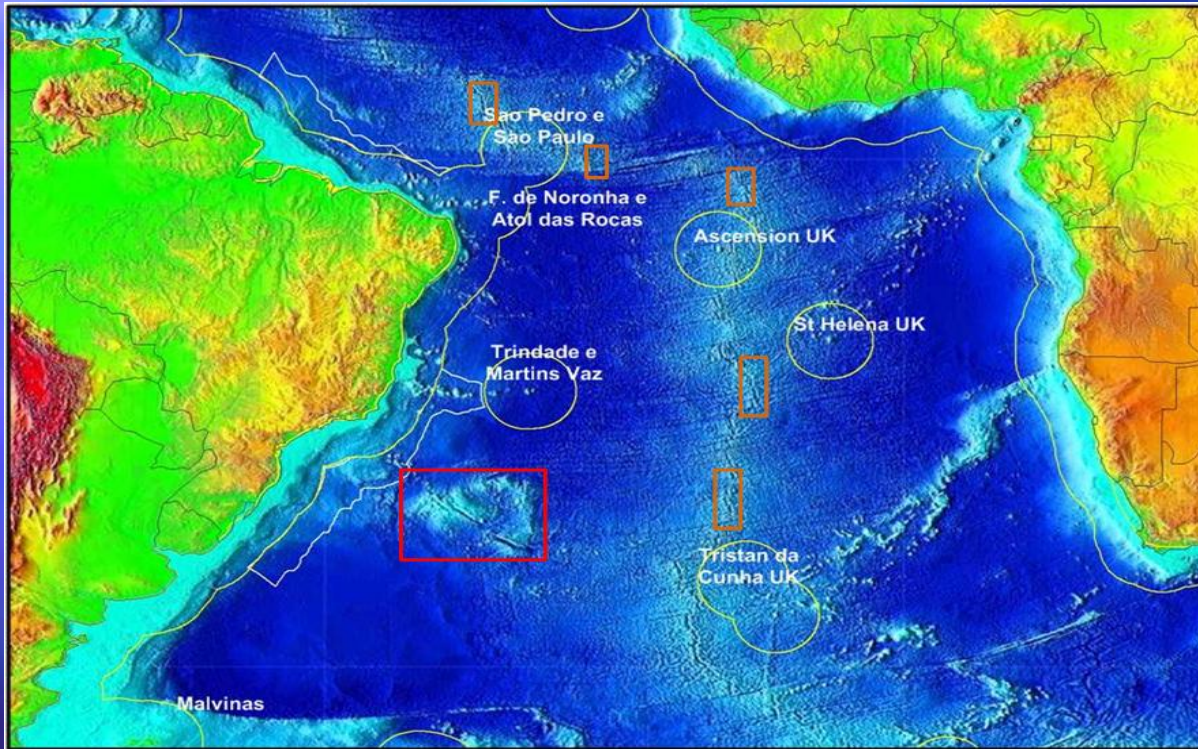 Sao Pedro e
São Paulo
F. de Noronha e
Atol das Rocas
Ascension UK
St Helena UK
Trindade e
Martins Vaz
Tristan da
Cunha UK
Malvinas